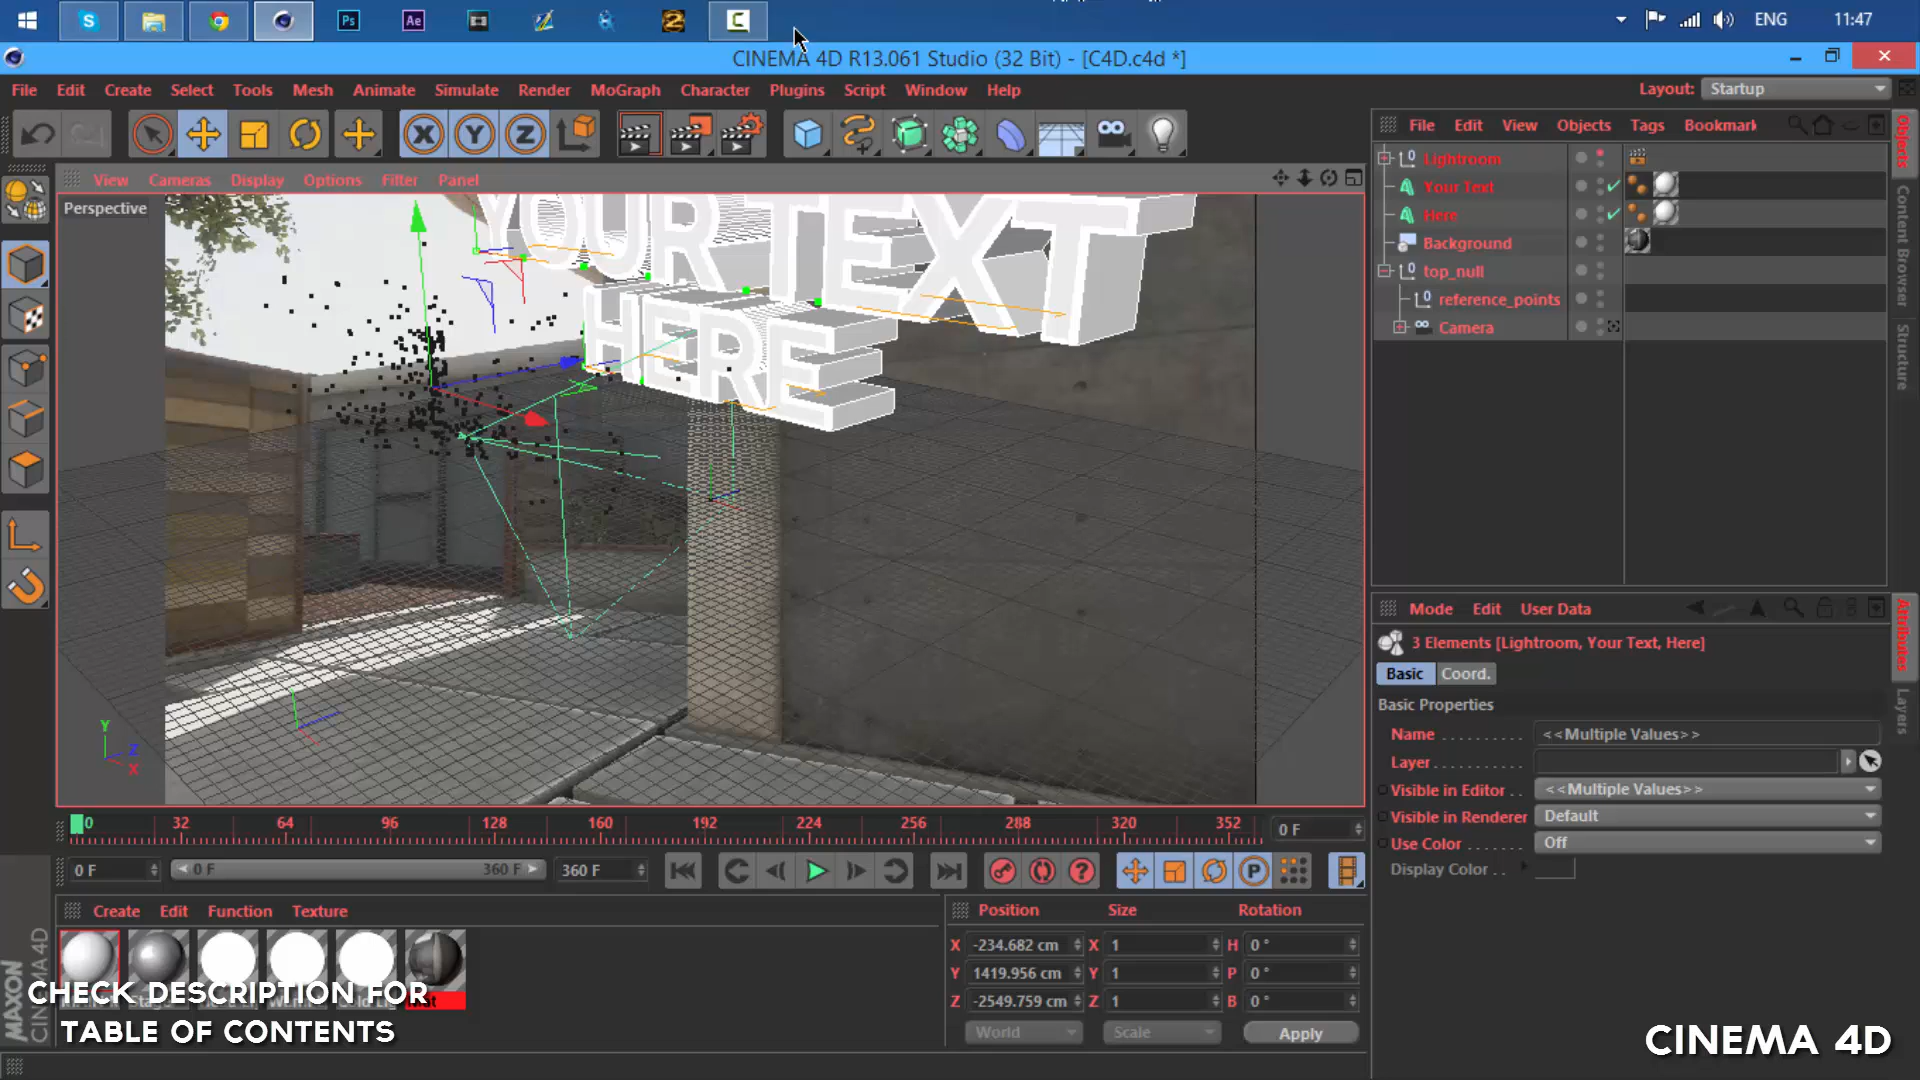 ENG
11:47
CINEMA 4D R13.061 Studio (32 Bit) - [C4D.c4d *]
File Edit Create Select Tools Mesh Animate Simulate Render MoGraph Character Plugins Script Window Help
Layout: Startup
File Edit View Objects Tags Bookmark
View Cameras Display Options Filter Panel
Perspective
YOUR TEXT
HERE
Lightroom
Your Text
Here
Background
top_null
reference_points
Camera
Objects
Content Browser
Structure
Mode Edit User Data
3 Elements [Lightroom, Your Text, Here]
Basic Coord.
Basic Properties
Name <<Multiple Values>>
Layer
Visible in Editor <<Multiple Values>>
Visible in Renderer Default
Use Color Off
Display Color
Attributes
Layers
0 32 64 96 128 160 192 224 256 288 320 352 0 F
0 F 0 F 360 F 360 F
Create Edit Function Texture
Position Size Rotation
X -234.682 cm X 1 H 0 °
Y 1419.956 cm Y 1 P 0 °
Z -2549.759 cm Z 1 B 0 °
World Scale Apply
MAXON
CINEMA 4D
CHECK DESCRIPTION FOR
TABLE OF CONTENTS
CINEMA 4D